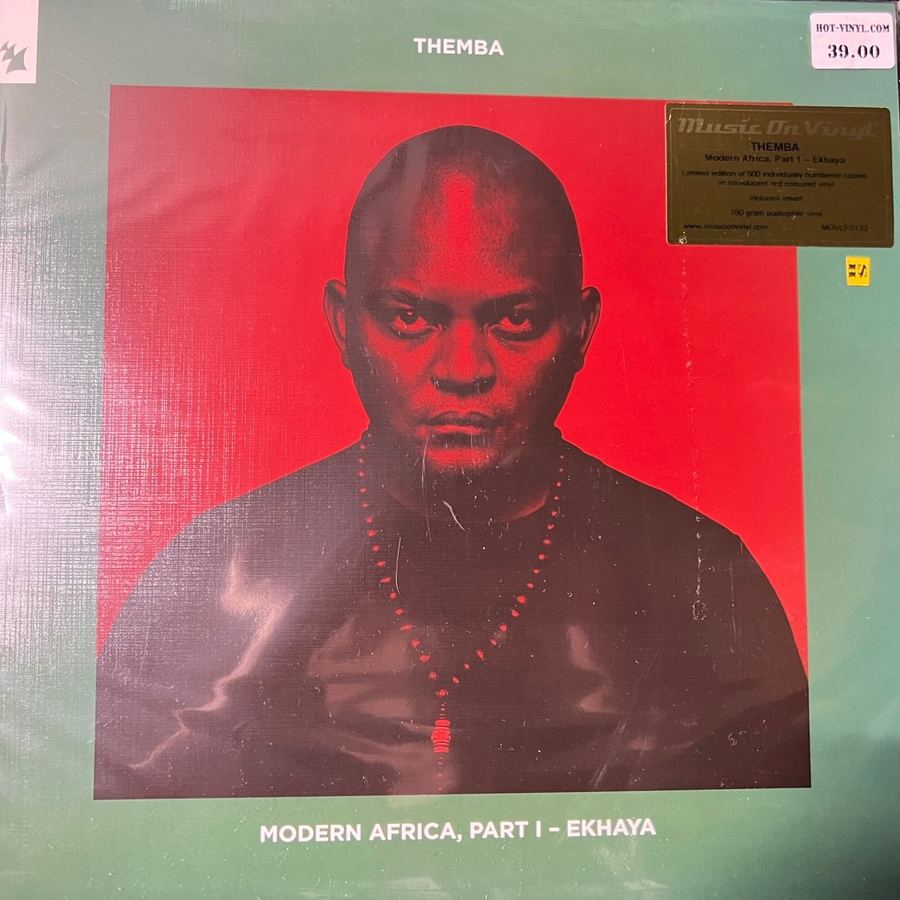 THEMBA
HOT-VINYL.COM
39.00
Music On Vinyl
THEMBA
Modern Africa, Part 1 – Ekhaya
Limited edition of 500 individually numbered copies
on translucent red coloured vinyl
Includes insert
180 gram audiophile vinyl
www.musiconvinyl.com MOVLP3133
MODERN AFRICA, PART I – EKHAYA